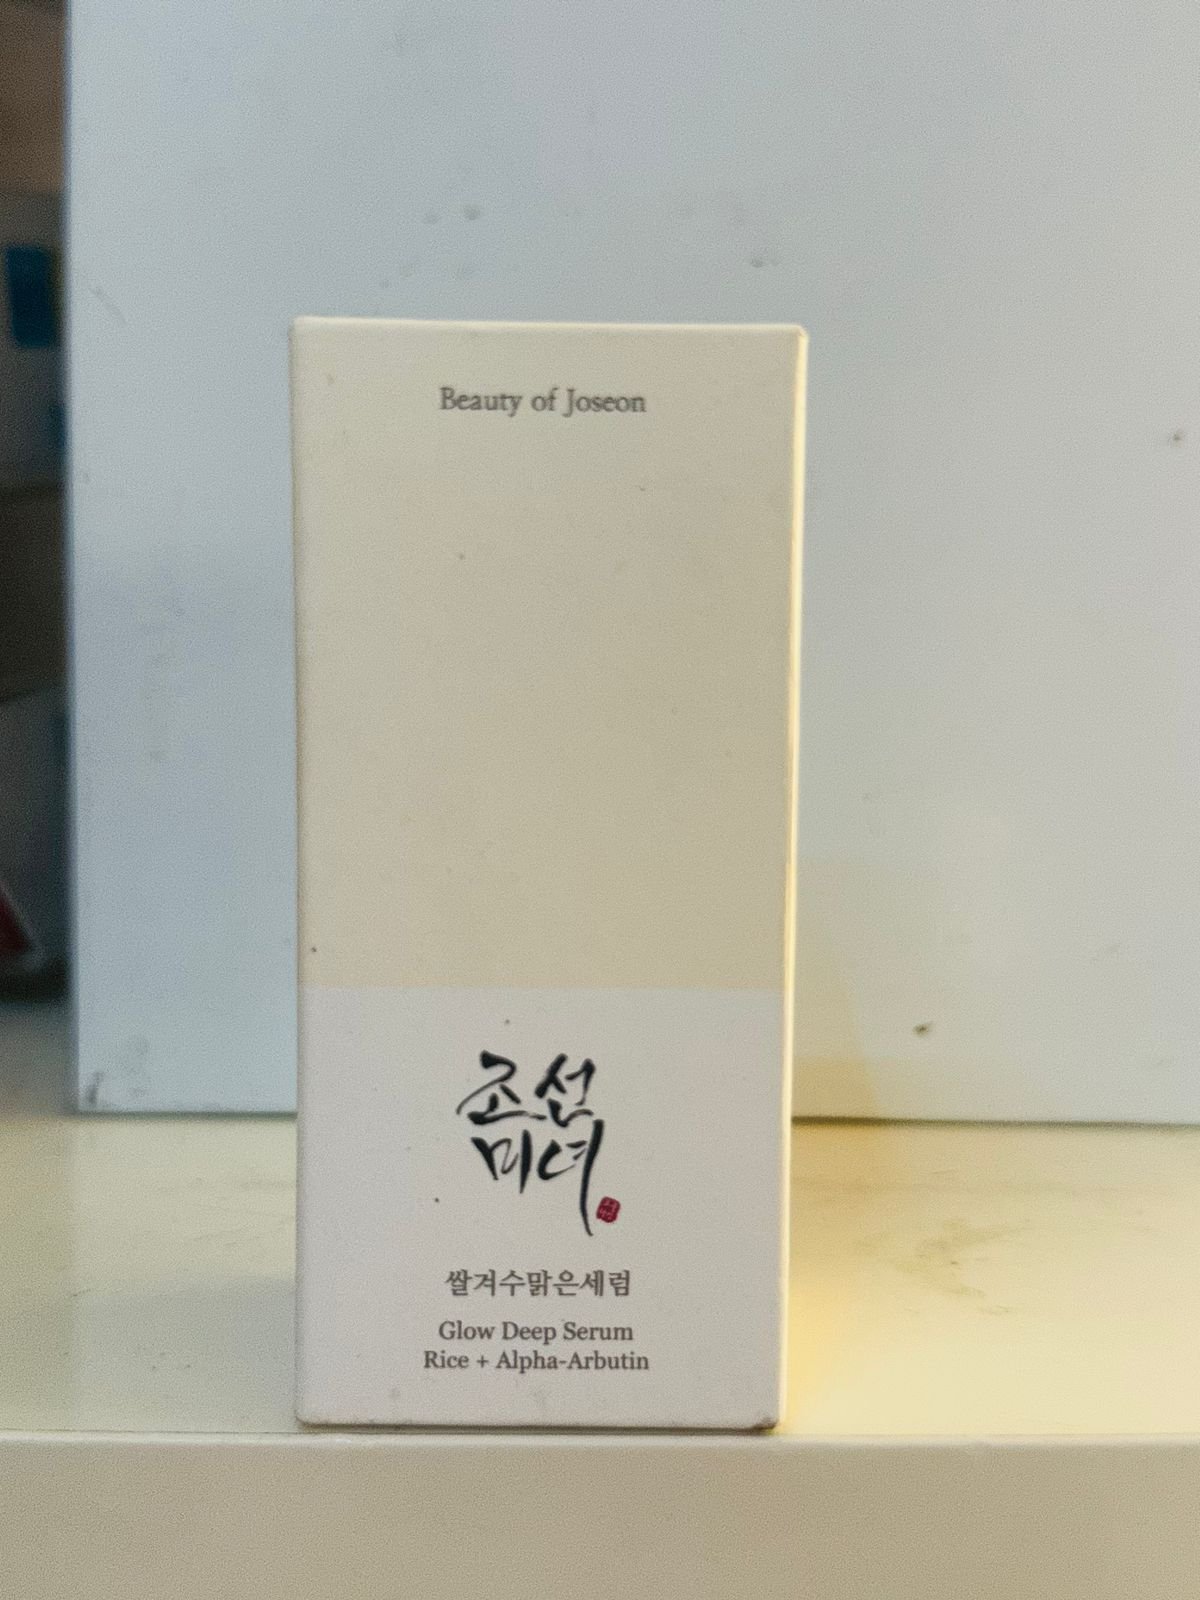 Beauty of Joseon
조선
미녀
쌀겨수맑은세럼
Glow Deep Serum
Rice + Alpha-Arbutin